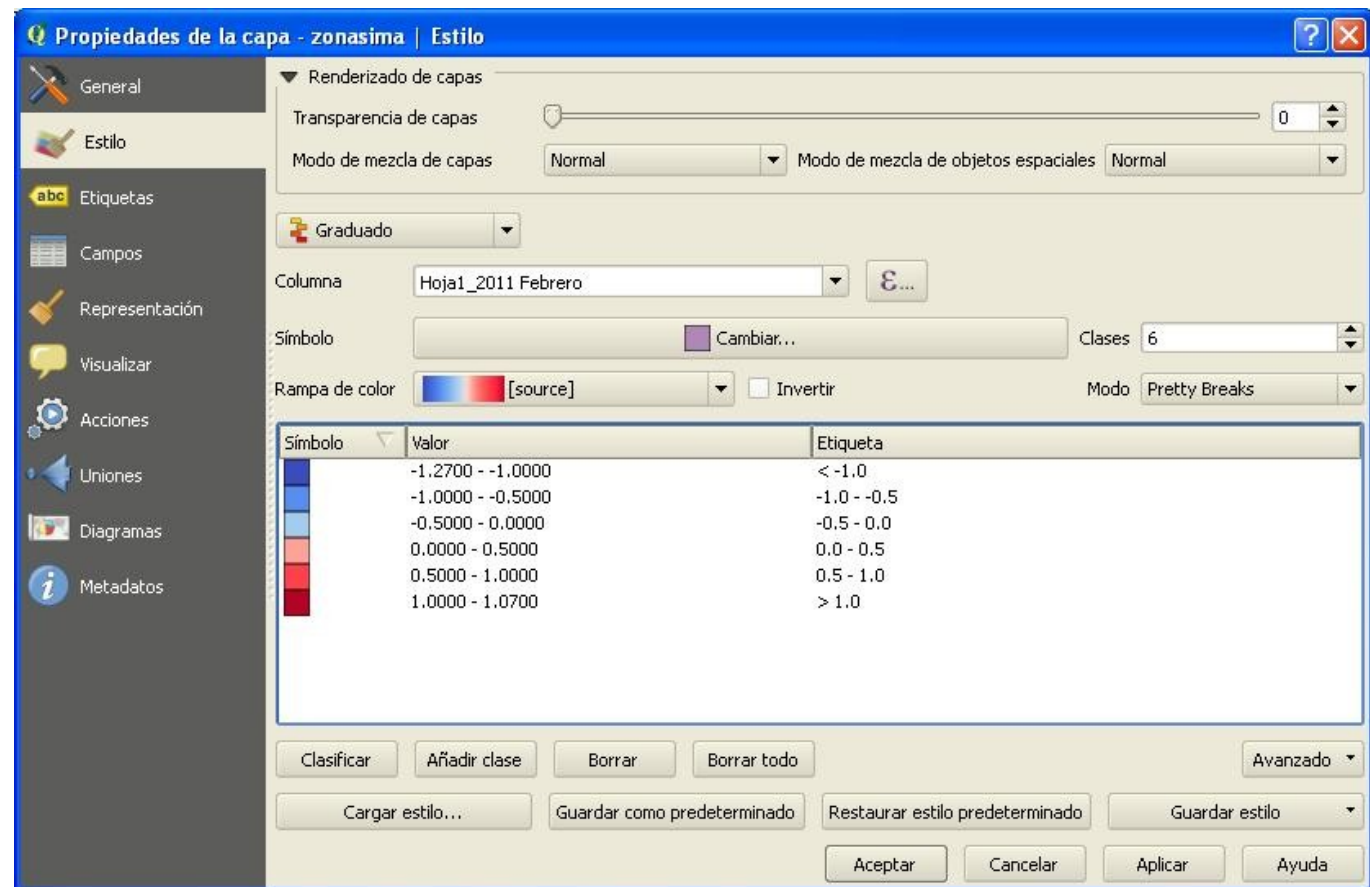 Propiedades de la capa - zonasima | Estilo
General
Estilo
abc Etiquetas
Campos
Representación
Visualizar
Acciones
Uniones
Diagramas
Metadatos
Renderizado de capas
Transparencia de capas 0
Modo de mezcla de capas Normal Modo de mezcla de objetos espaciales Normal
Graduado
Columna Hoja1_2011 Febrero ε...
Símbolo Cambiar... Clases 6
Rampa de color [source] Invertir Modo Pretty Breaks
Símbolo Valor Etiqueta
-1.2700 - -1.0000 < -1.0
-1.0000 - -0.5000 -1.0 - -0.5
-0.5000 - 0.0000 -0.5 - 0.0
0.0000 - 0.5000 0.0 - 0.5
0.5000 - 1.0000 0.5 - 1.0
1.0000 - 1.0700 > 1.0
Clasificar Añadir clase Borrar Borrar todo Avanzado
Cargar estilo... Guardar como predeterminado Restaurar estilo predeterminado Guardar estilo
Aceptar Cancelar Aplicar Ayuda